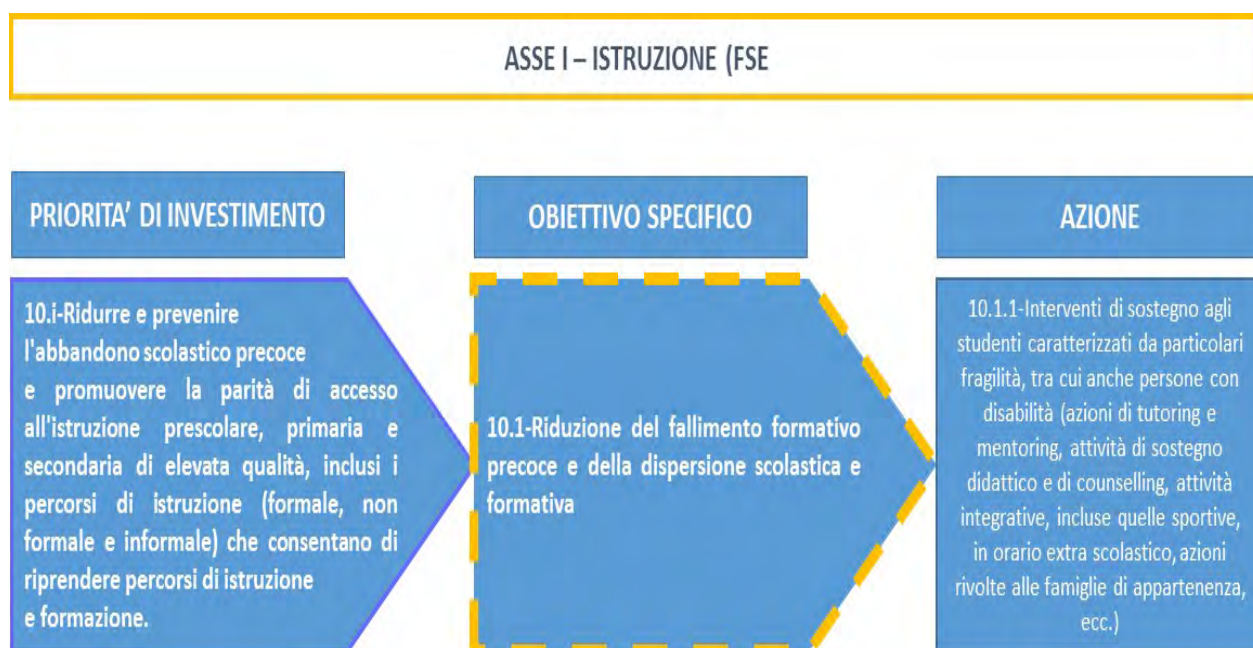 ASSE I – ISTRUZIONE (FSE
PRIORITA’ DI INVESTIMENTO
10.i-Ridurre e prevenire
l'abbandono scolastico precoce
e promuovere la parità di accesso
all'istruzione prescolare, primaria e
secondaria di elevata qualità, inclusi i
percorsi di istruzione (formale, non
formale e informale) che consentano di
riprendere percorsi di istruzione
e formazione.
OBIETTIVO SPECIFICO
10.1-Riduzione del fallimento formativo
precoce e della dispersione scolastica e
formativa
AZIONE
10.1.1-Interventi di sostegno agli
studenti caratterizzati da particolari
fragilità, tra cui anche persone con
disabilità (azioni di tutoring e
mentoring, attività di sostegno
didattico e di counselling, attività
integrative, incluse quelle sportive,
in orario extra scolastico, azioni
rivolte alle famiglie di appartenenza,
ecc.)